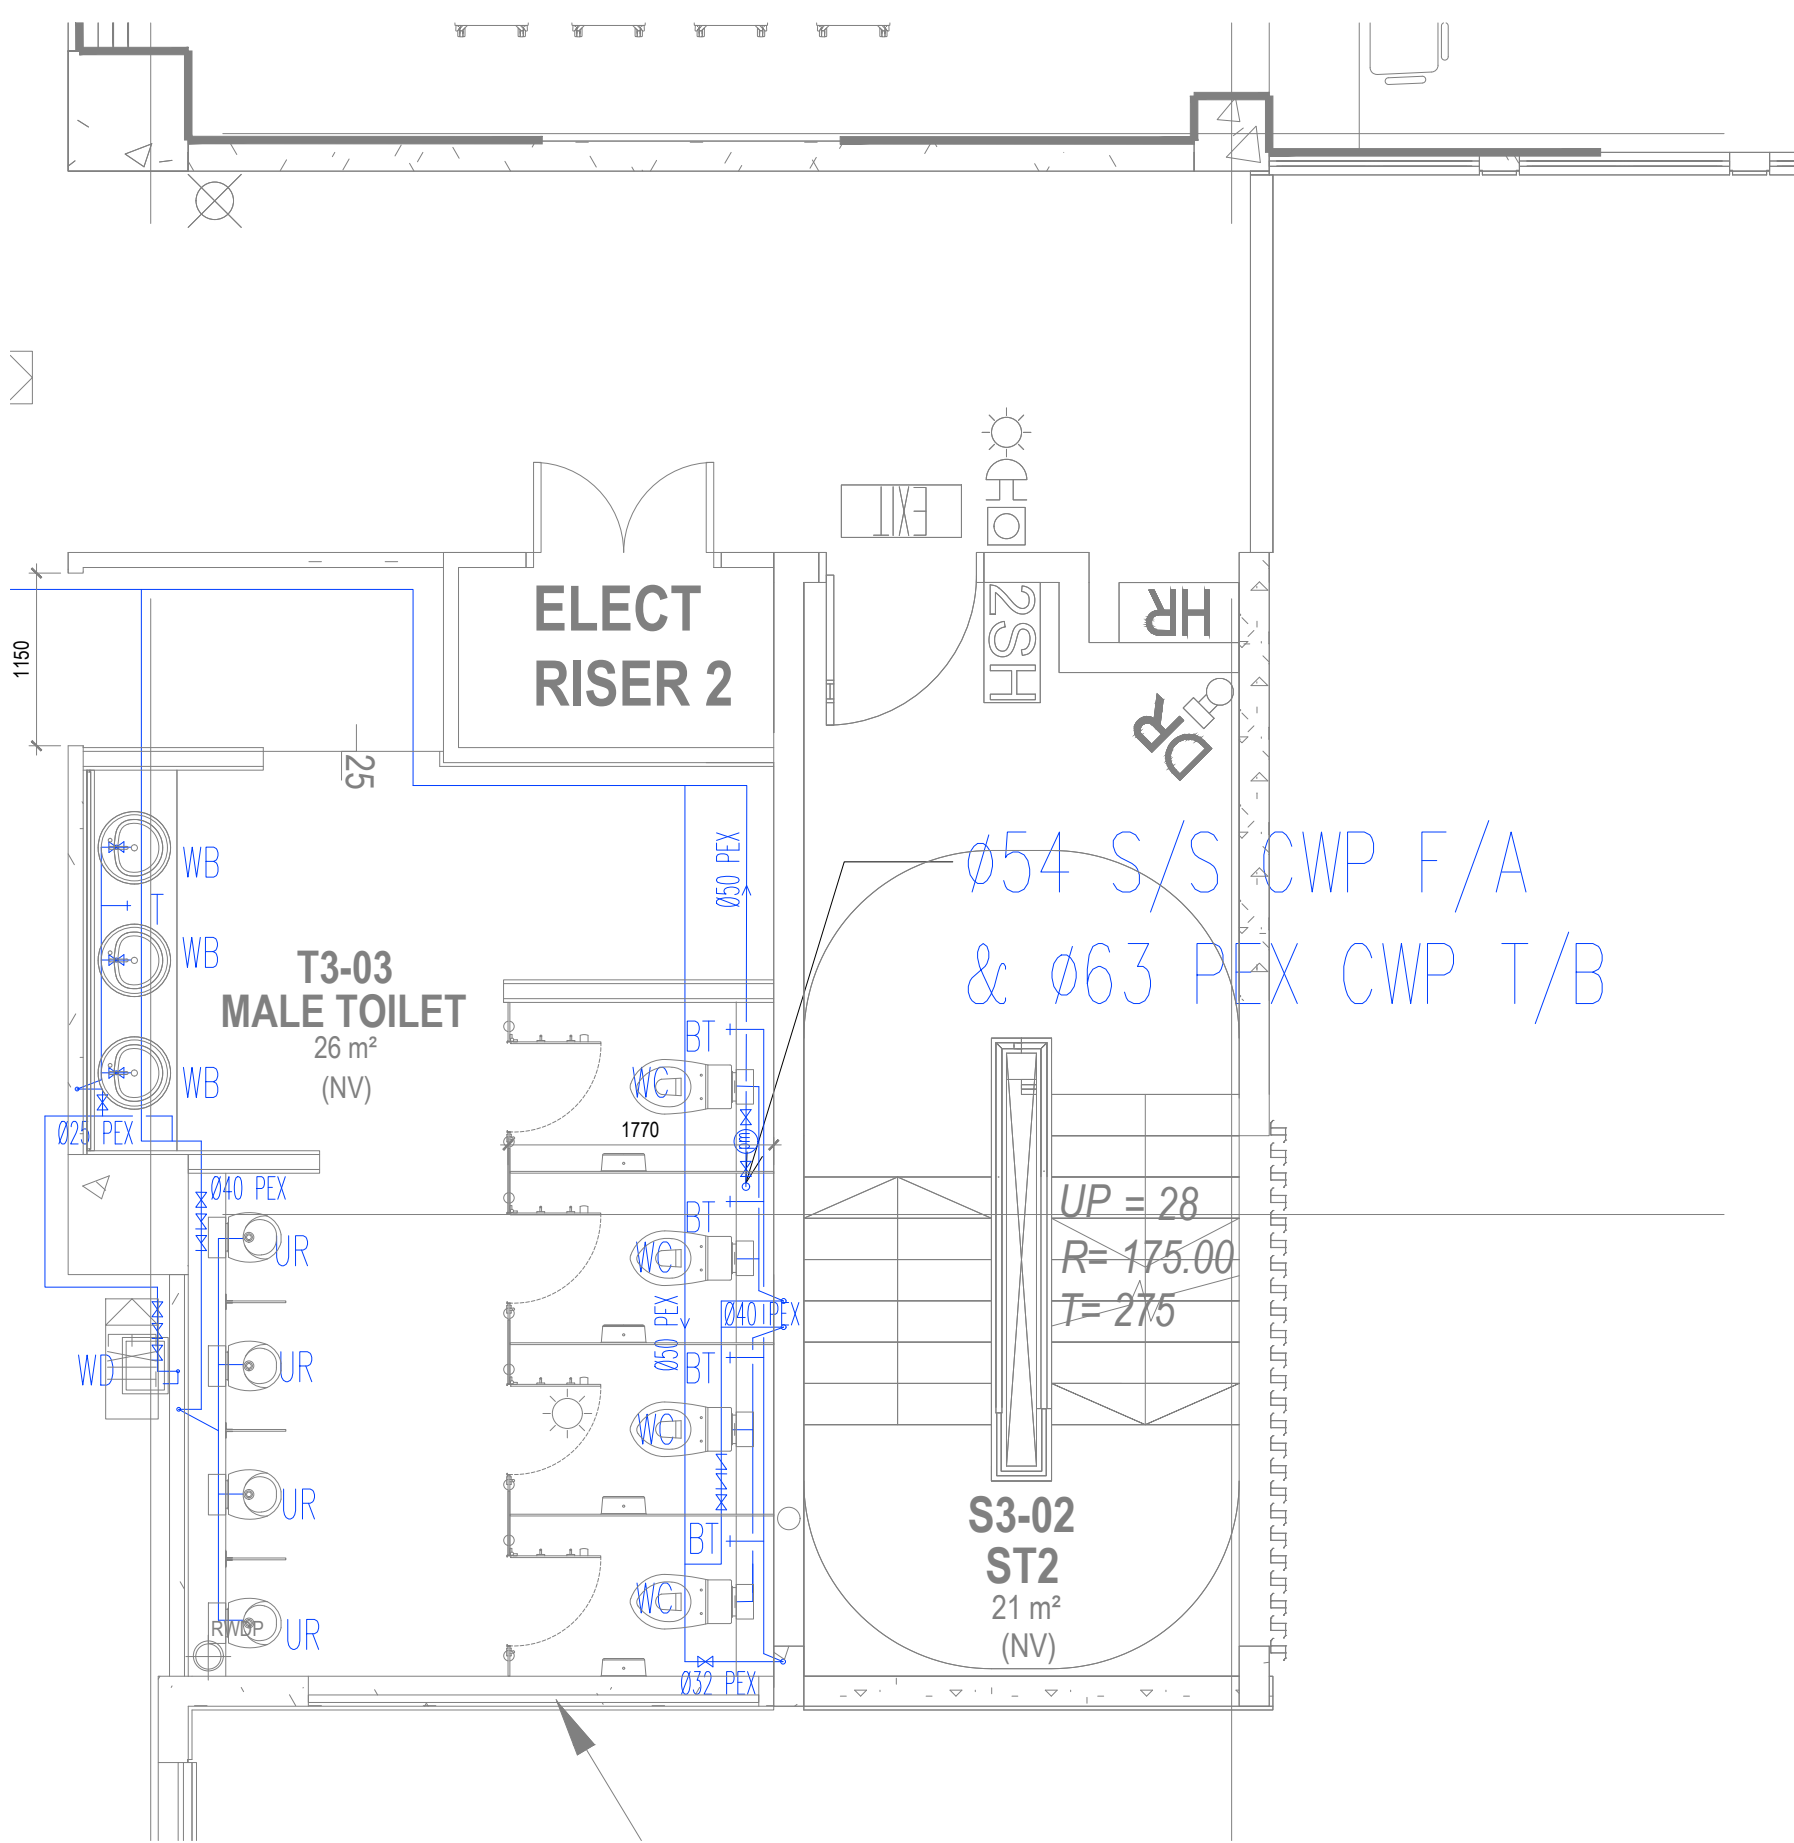 EXIT
ELECT
RISER 2
2SH
HR
DR
1150
25
WB
Ø50 PEX
ø54 S/S CWP F/A
& ø63 PEX CWP T/B
T
WB
T3-03
MALE TOILET
26 m²
(NV)
WB
BT
WC
Ø25 PEX
1770
pm
Ø40 PEX
BT
UP = 28
R= 175.00
T= 275
UR
WC
Ø50 PEX
Ø40 PEX
WD
UR
BT
WC
UR
BT
S3-02
ST2
21 m²
(NV)
WC
RWDP
UR
Ø32 PEX